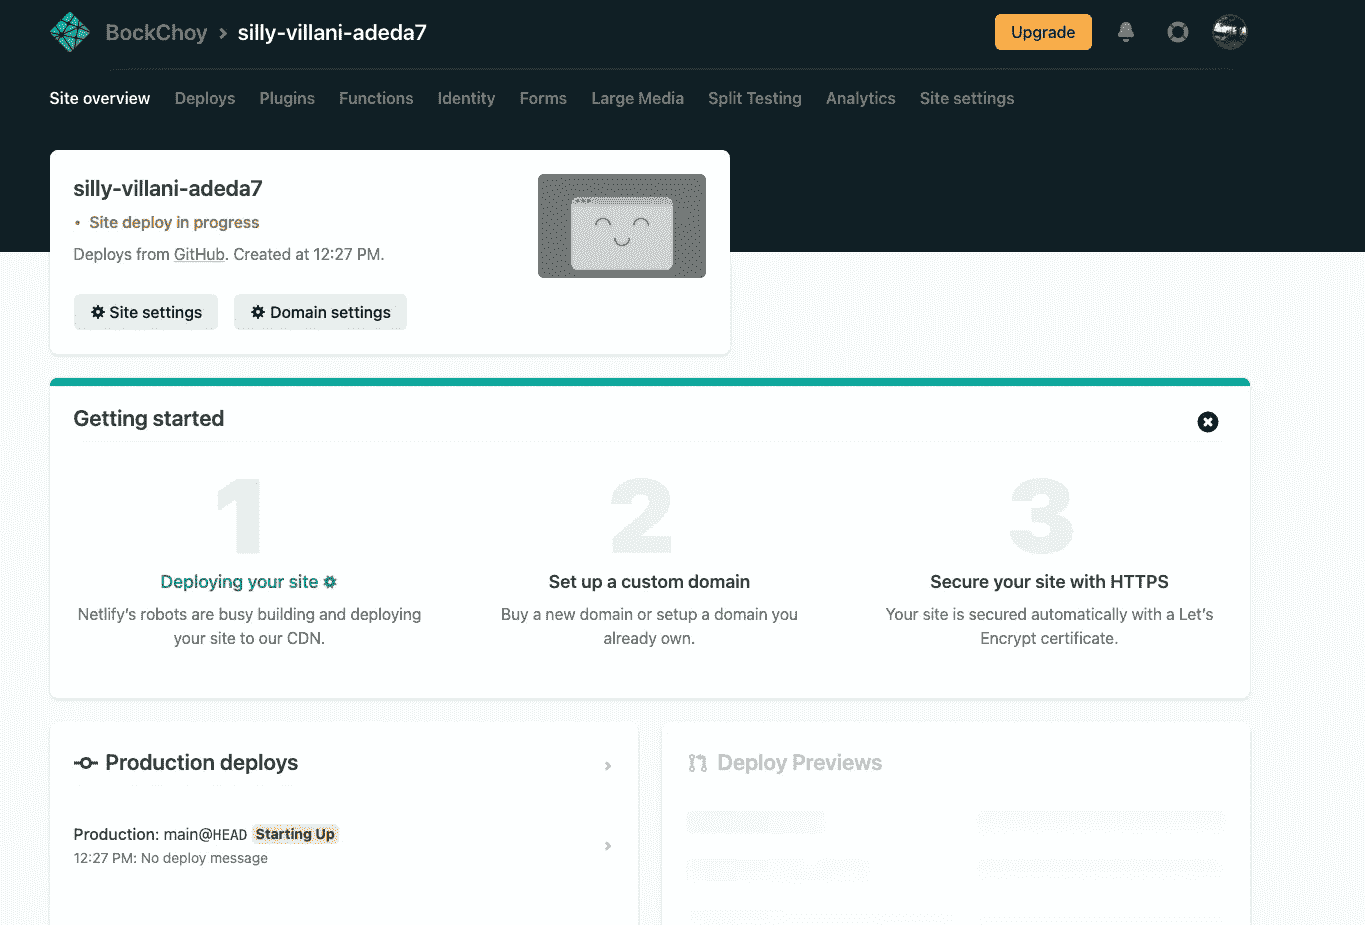 BockChoy > silly-villani-adeda7
Upgrade
Site overview Deploys Plugins Functions Identity Forms Large Media Split Testing Analytics Site settings
silly-villani-adeda7
• Site deploy in progress
Deploys from GitHub. Created at 12:27 PM.
Site settings Domain settings
Getting started
1
Deploying your site
Netlify's robots are busy building and deploying
your site to our CDN.
2
Set up a custom domain
Buy a new domain or setup a domain you
already own.
3
Secure your site with HTTPS
Your site is secured automatically with a Let's
Encrypt certificate.
Production deploys
Production: main@HEAD Starting Up
12:27 PM: No deploy message
Deploy Previews